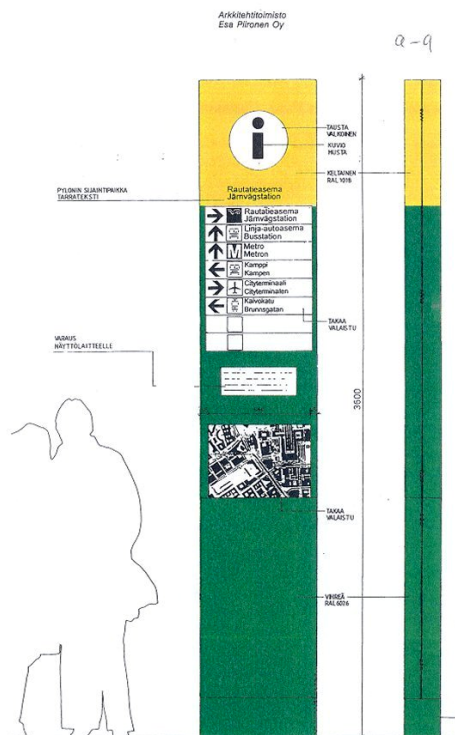 Arkkitehtitoimisto
Esa Piironen Oy
a-a
TAUSTA
VALKOINEN
KUVIO
MUSTA
KELTAINEN
RAL 1018
PYLONIN SIJAINTIPAIKKA
TARRATEKSTI
Rautatieasema
Järnvägstation
Rautatieasema
Järnvägstation
Linja-autoasema
Busstation
M
Metro
Metron
Kamppi
Kampen
Cityterminaali
Cityterminalen
Kaivokatu
Brunnsgatan
TAKAA
VALAISTU
VARAUS
NÄYTTÖLAITTEELLE
3600
TAKAA
VALAISTU
VIHREÄ
RAL 6026